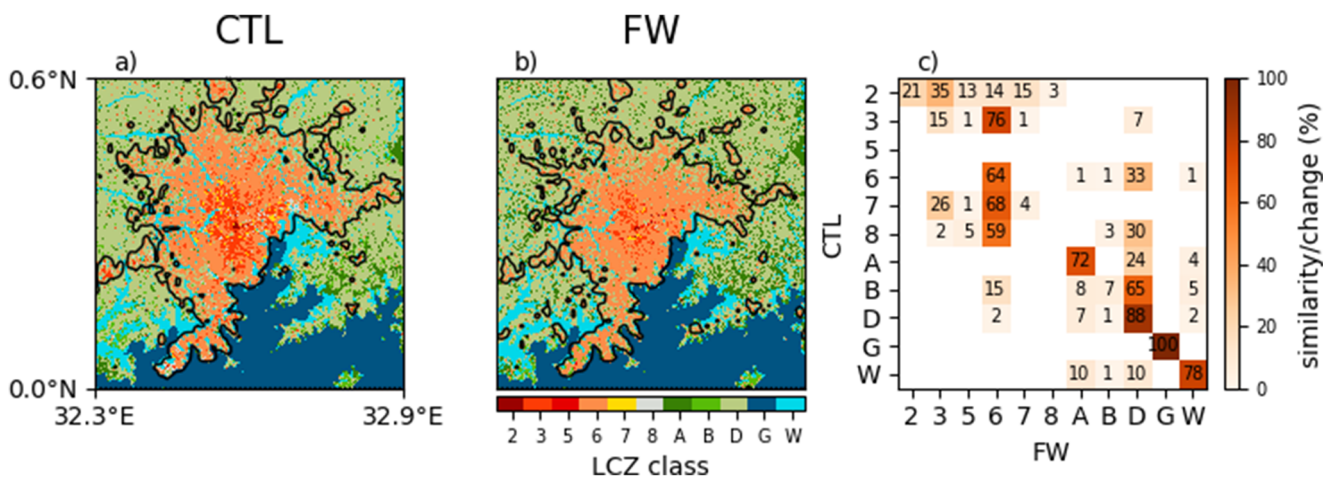 CTL
FW
a)
b)
c)
0.6°N
0.0°N
32.3°E
32.9°E
2 3 5 6 7 8 A B D G W
LCZ class
CTL
2 21 35 13 14 15 3
3 15 1 76 1 7
5
6 64 1 1 33 1
7 26 1 68 4
8 2 5 59 3 30
A 72 24 4
B 15 8 7 65 5
D 2 7 1 88 2
G 100
W 10 1 10 78
2 3 5 6 7 8 A B D G W
FW
100
80
60
40
20
0
similarity/change (%)